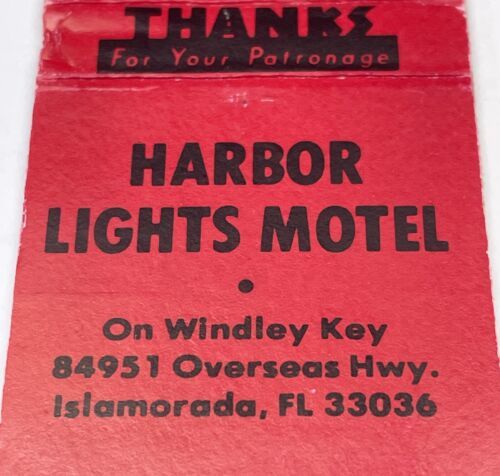 THANKS
For Your Patronage
HARBOR
LIGHTS MOTEL
•
On Windley Key
84951 Overseas Hwy.
Islamorada, FL 33036